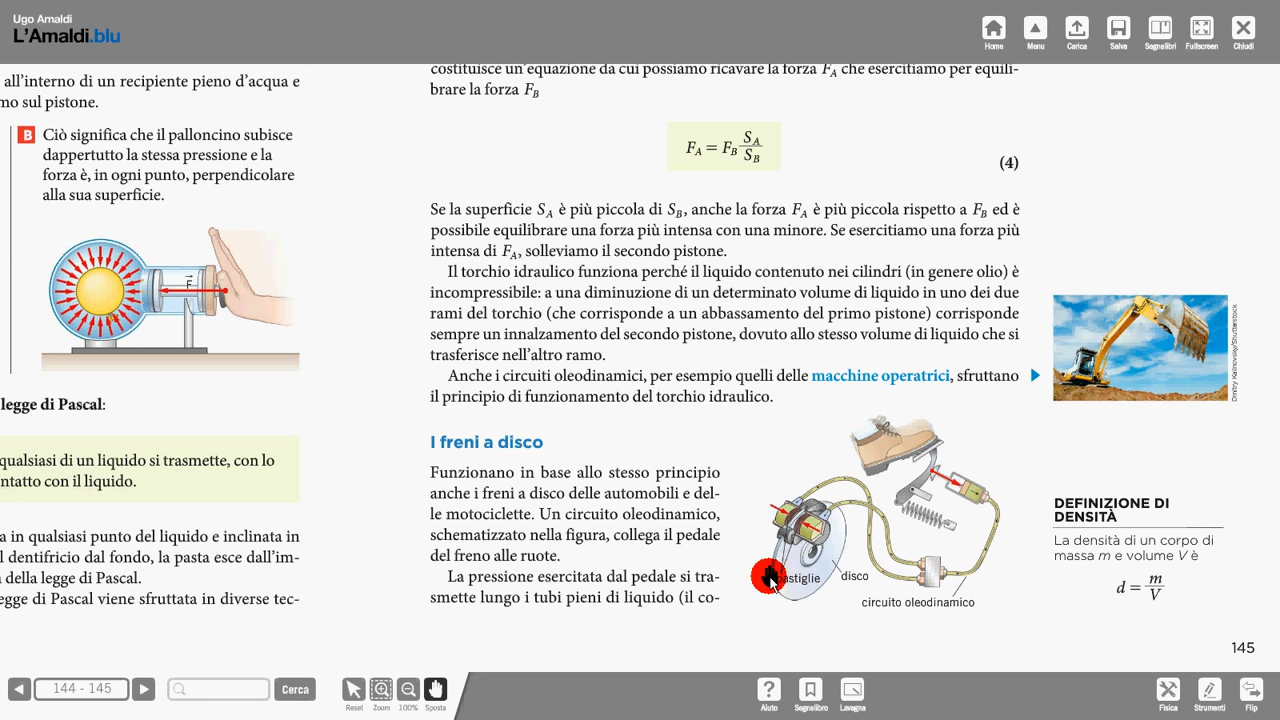 Ugo Amaldi
L'Amaldi.blu
Home
Menu
Carica
Salva
Segnalibri
Fullscreen
Chiudi
all'interno di un recipiente pieno d'acqua e
mo sul pistone.
B Ciò significa che il palloncino subisce
dappertutto la stessa pressione e la
forza è, in ogni punto, perpendicolare
alla sua superficie.
F
legge di Pascal:
qualsiasi di un liquido si trasmette, con lo
ntatto con il liquido.
a in qualsiasi punto del liquido e inclinata in
l dentifricio dal fondo, la pasta esce dall'im-
a della legge di Pascal.
egge di Pascal viene sfruttata in diverse tec-
costituisce un'equazione da cui possiamo ricavare la forza F_A che esercitiamo per equili-
brare la forza F_B
F_A = F_B S_A/S_B
(4)
Se la superficie S_A è più piccola di S_B, anche la forza F_A è più piccola rispetto a F_B ed è
possibile equilibrare una forza più intensa con una minore. Se esercitiamo una forza più
intensa di F_A, solleviamo il secondo pistone.
Il torchio idraulico funziona perché il liquido contenuto nei cilindri (in genere olio) è
incompressibile: a una diminuzione di un determinato volume di liquido in uno dei due
rami del torchio (che corrisponde a un abbassamento del primo pistone) corrisponde
sempre un innalzamento del secondo pistone, dovuto allo stesso volume di liquido che si
trasferisce nell'altro ramo.
Anche i circuiti oleodinamici, per esempio quelli delle macchine operatrici, sfruttano
il principio di funzionamento del torchio idraulico.
Dmitry Kalinovsky/Shutterstock
I freni a disco
Funzionano in base allo stesso principio
anche i freni a disco delle automobili e del-
le motociclette. Un circuito oleodinamico,
schematizzato nella figura, collega il pedale
del freno alle ruote.
La pressione esercitata dal pedale si tra-
smette lungo i tubi pieni di liquido (il co-
astiglie
disco
circuito oleodinamico
DEFINIZIONE DI
DENSITÀ
La densità di un corpo di
massa m e volume V è
d = m/V
145
144 - 145
Cerca
Reset
Zoom
100%
Sposta
Aiuto
Segnalibro
Lavagna
Fisica
Strumenti
Flip